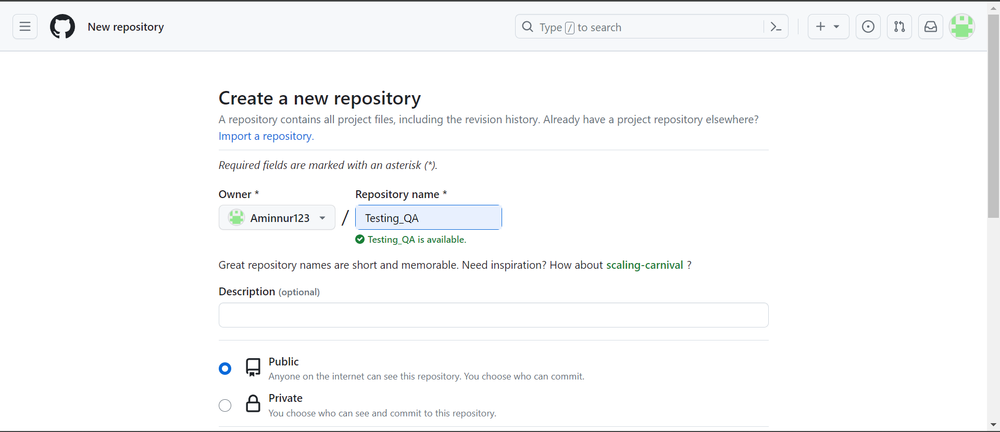 New repository
Type / to search
Create a new repository
A repository contains all project files, including the revision history. Already have a project repository elsewhere?
Import a repository.
Required fields are marked with an asterisk (*).
Owner *
Repository name *
Aminnur123
/
Testing_QA
Testing_QA is available.
Great repository names are short and memorable. Need inspiration? How about scaling-carnival ?
Description (optional)
Public
Anyone on the internet can see this repository. You choose who can commit.
Private
You choose who can see and commit to this repository.